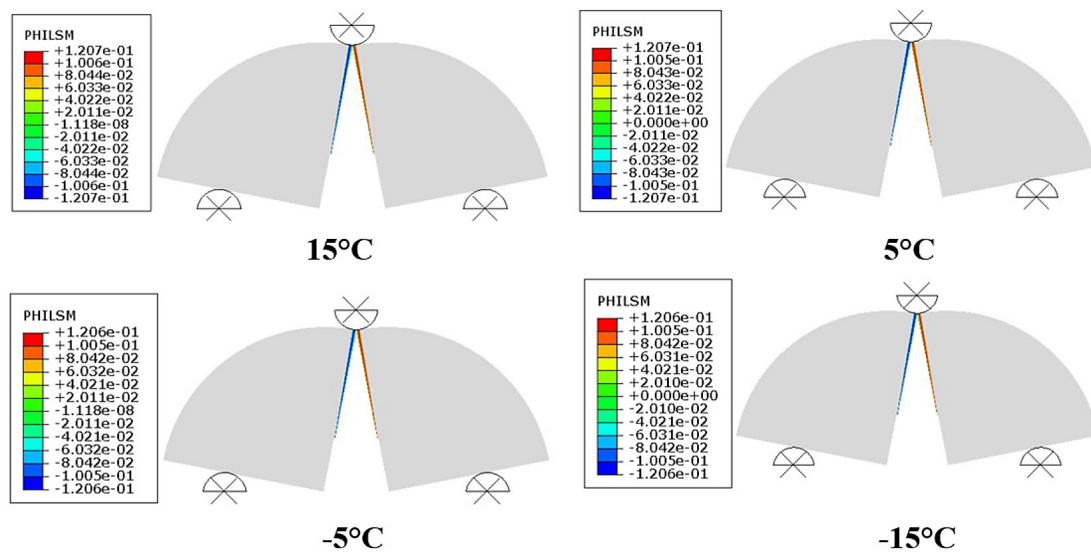 PHILSM
+1.207e-01
+1.006e-01
+8.044e-02
+6.033e-02
+4.022e-02
+2.011e-02
-1.118e-08
-2.011e-02
-4.022e-02
-6.033e-02
-8.044e-02
-1.006e-01
-1.207e-01
15°C
PHILSM
+1.207e-01
+1.005e-01
+8.043e-02
+6.033e-02
+4.022e-02
+2.011e-02
+0.000e+00
-2.011e-02
-4.022e-02
-6.033e-02
-8.043e-02
-1.005e-01
-1.207e-01
5°C
PHILSM
+1.206e-01
+1.005e-01
+8.042e-02
+6.032e-02
+4.021e-02
+2.011e-02
-1.118e-08
-2.011e-02
-4.021e-02
-6.032e-02
-8.042e-02
-1.005e-01
-1.206e-01
-5°C
PHILSM
+1.206e-01
+1.005e-01
+8.042e-02
+6.031e-02
+4.021e-02
+2.010e-02
+0.000e+00
-2.010e-02
-4.021e-02
-6.031e-02
-8.042e-02
-1.005e-01
-1.206e-01
-15°C